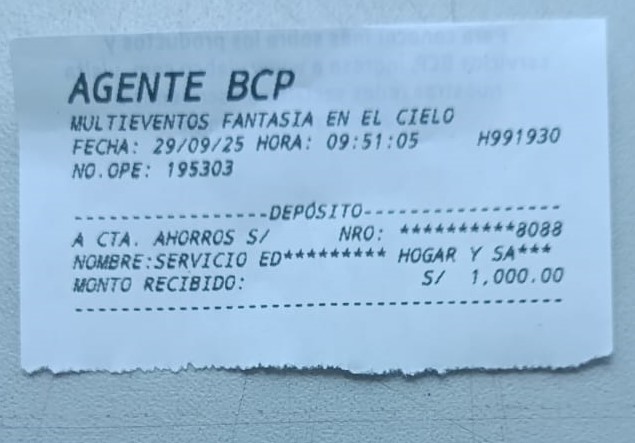 AGENTE BCP
MULTIEVENTOS FANTASIA EN EL CIELO
FECHA: 29/09/25 HORA: 09:51:05 H991930
NO.OPE: 195303
-----------------DEPÓSITO-----------------
A CTA. AHORROS S/ NRO: **********8088
NOMBRE:SERVICIO ED********* HOGAR Y SA***
MONTO RECIBIDO: S/ 1,000.00
------------------------------------------